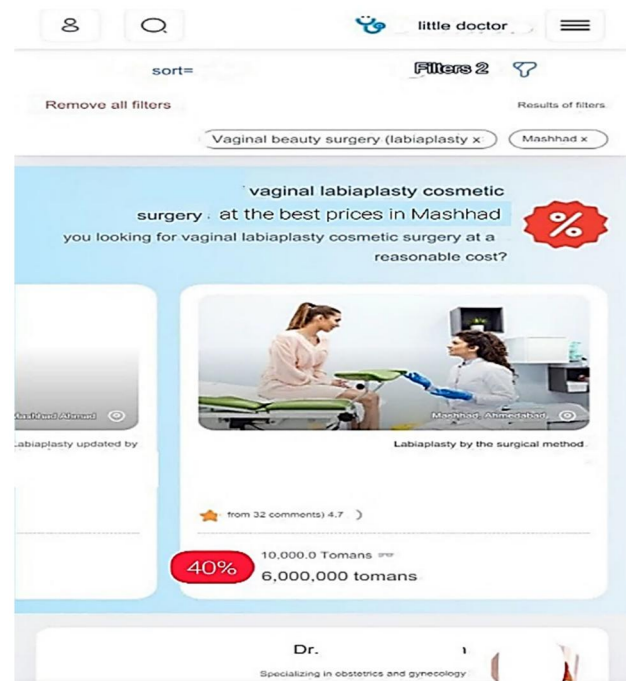 little doctor
sort=
Filters 2
Remove all filters
Results of filters
Vaginal beauty surgery (labiaplasty x
Mashhad x
vaginal labiaplasty cosmetic
surgery . at the best prices in Mashhad
you looking for vaginal labiaplasty cosmetic surgery at a
reasonable cost?
%
Mashhad, Ahmedabad,
Mashhad Ahmad
abiaplasty updated by
Labiaplasty by the surgical method
from 32 comments) 4.7 )
10,000.0 Tomans
40%
6,000,000 tomans
Dr.
Specializing in obstetrics and gynecology